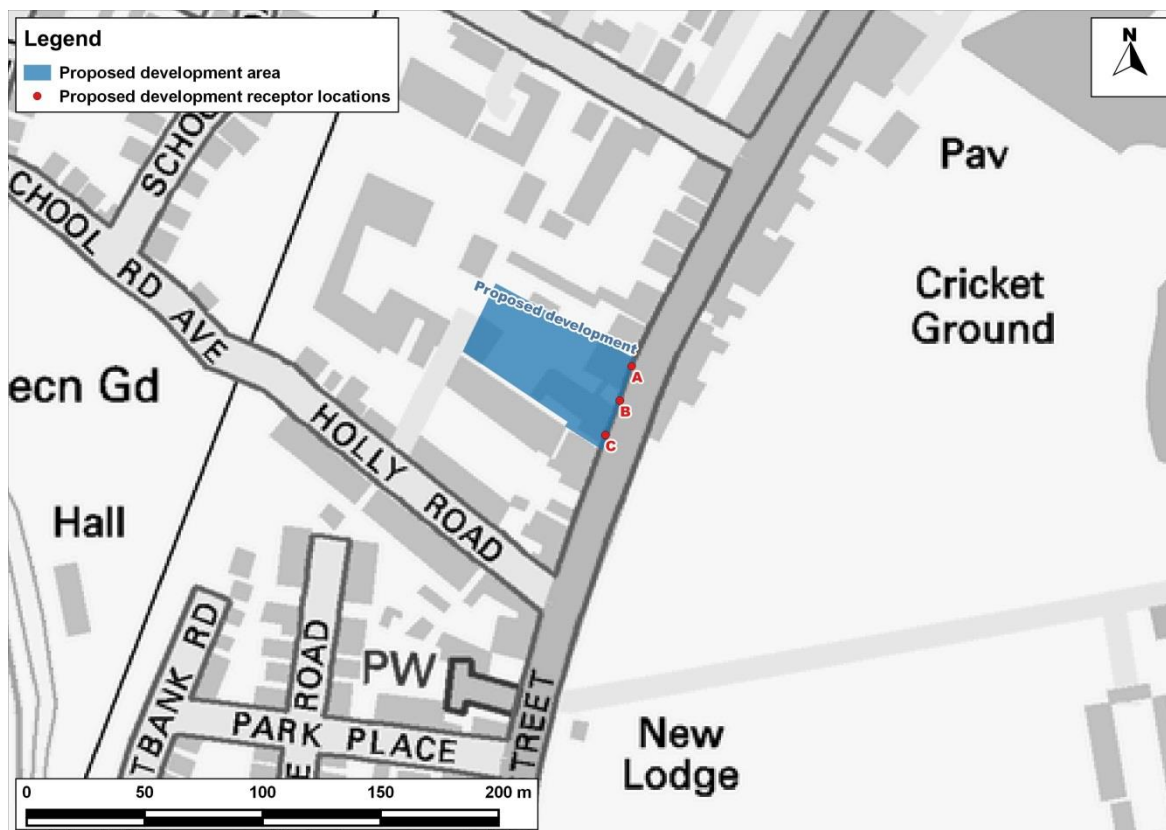 Legend
Proposed development area
Proposed development receptor locations
N
SCHOO
Pav
CHOOL RD AVE
Cricket
Ground
Proposed development
A
B
C
ecn Gd
HOLLY ROAD
Hall
TBANK RD
ROAD
E
PW
PARK PLACE
TREET
New
Lodge
0 50 100 150 200 m